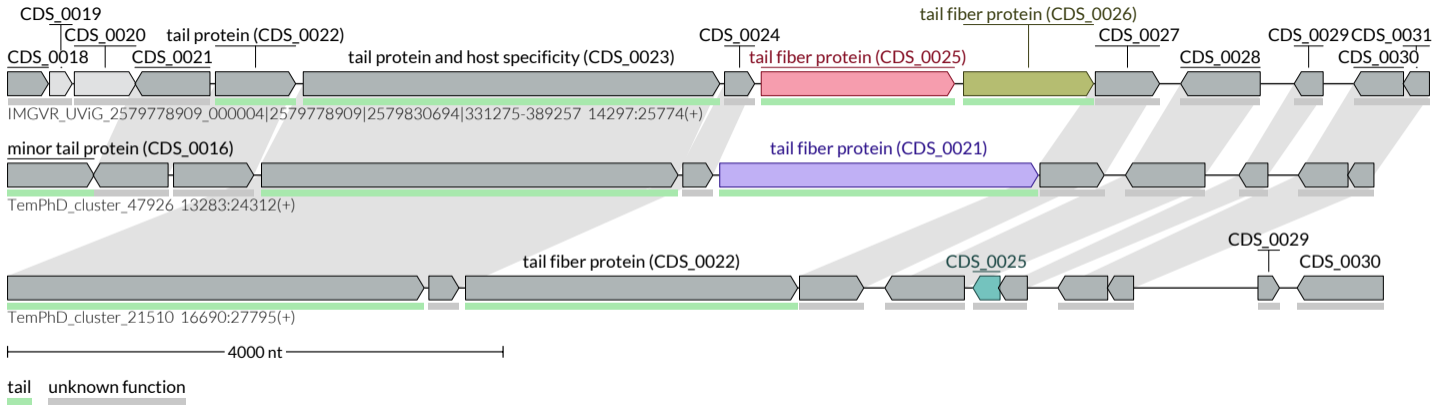 CDS_0019
tail fiber protein (CDS_0026)
CDS_0020 tail protein (CDS_0022) CDS_0024 CDS_0027 CDS_0029 CDS_0031
CDS_0018 CDS_0021 tail protein and host specificity (CDS_0023) tail fiber protein (CDS_0025) CDS_0028 CDS_0030
IMGVR_UViG_2579778909_000004|2579778909|2579830694|331275-389257 14297:25774(+)
minor tail protein (CDS_0016) tail fiber protein (CDS_0021)
TemPhD_cluster_47926 13283:24312(+)
CDS_0029
tail fiber protein (CDS_0022) CDS_0025 CDS_0030
TemPhD_cluster_21510 16690:27795(+)
4000 nt
tail unknown function